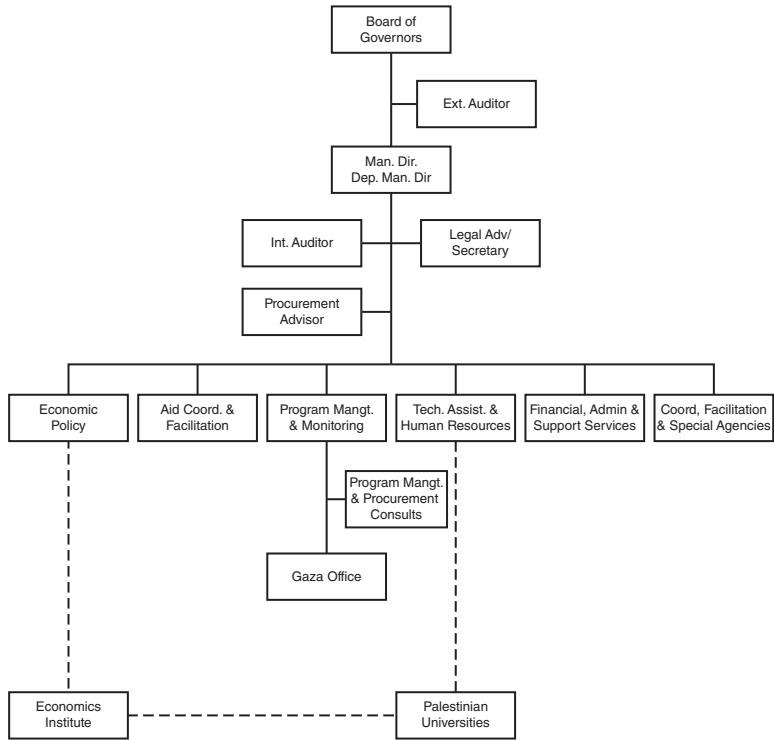 Board of
Governors
Ext. Auditor
Man. Dir.
Dep. Man. Dir
Int. Auditor
Legal Adv/
Secretary
Procurement
Advisor
Economic
Policy
Aid Coord. &
Facilitation
Program Mangt.
& Monitoring
Tech. Assist. &
Human Resources
Financial, Admin &
Support Services
Coord, Facilitation
& Special Agencies
Program Mangt.
& Procurement
Consults
Gaza Office
Economics
Institute
Palestinian
Universities